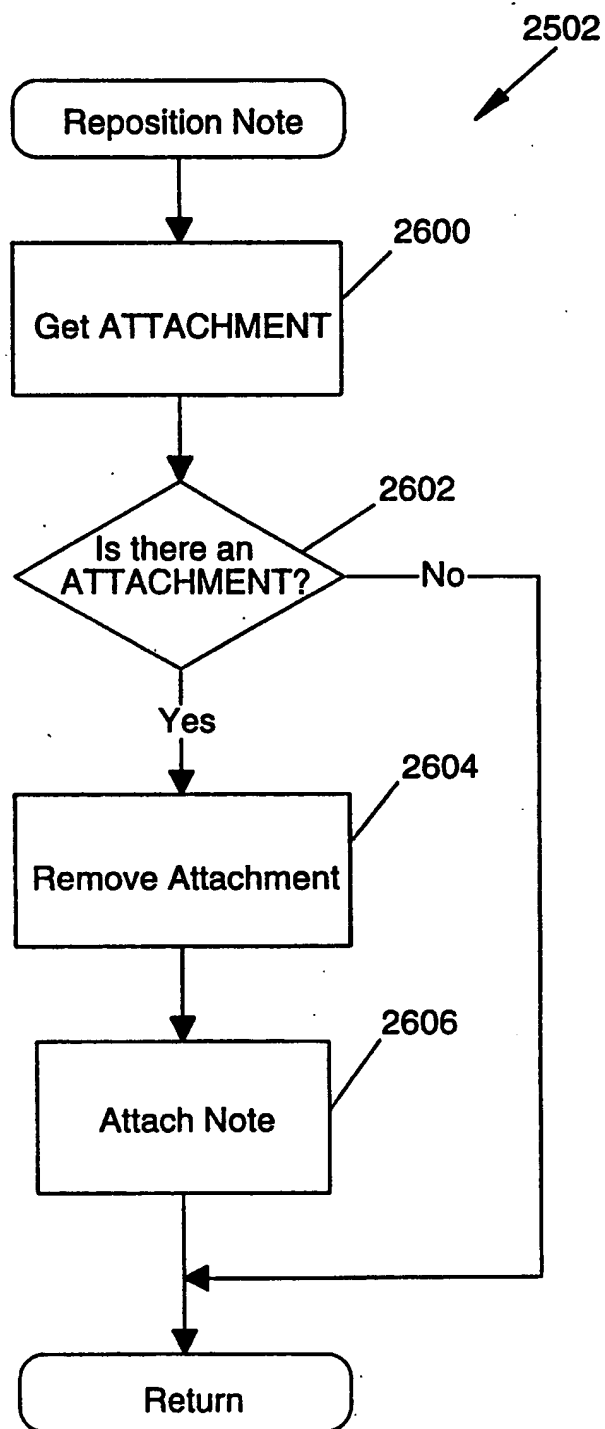 2502
Reposition Note
2600
Get ATTACHMENT
2602
Is there an
ATTACHMENT?
No
Yes
2604
Remove Attachment
2606
Attach Note
Return